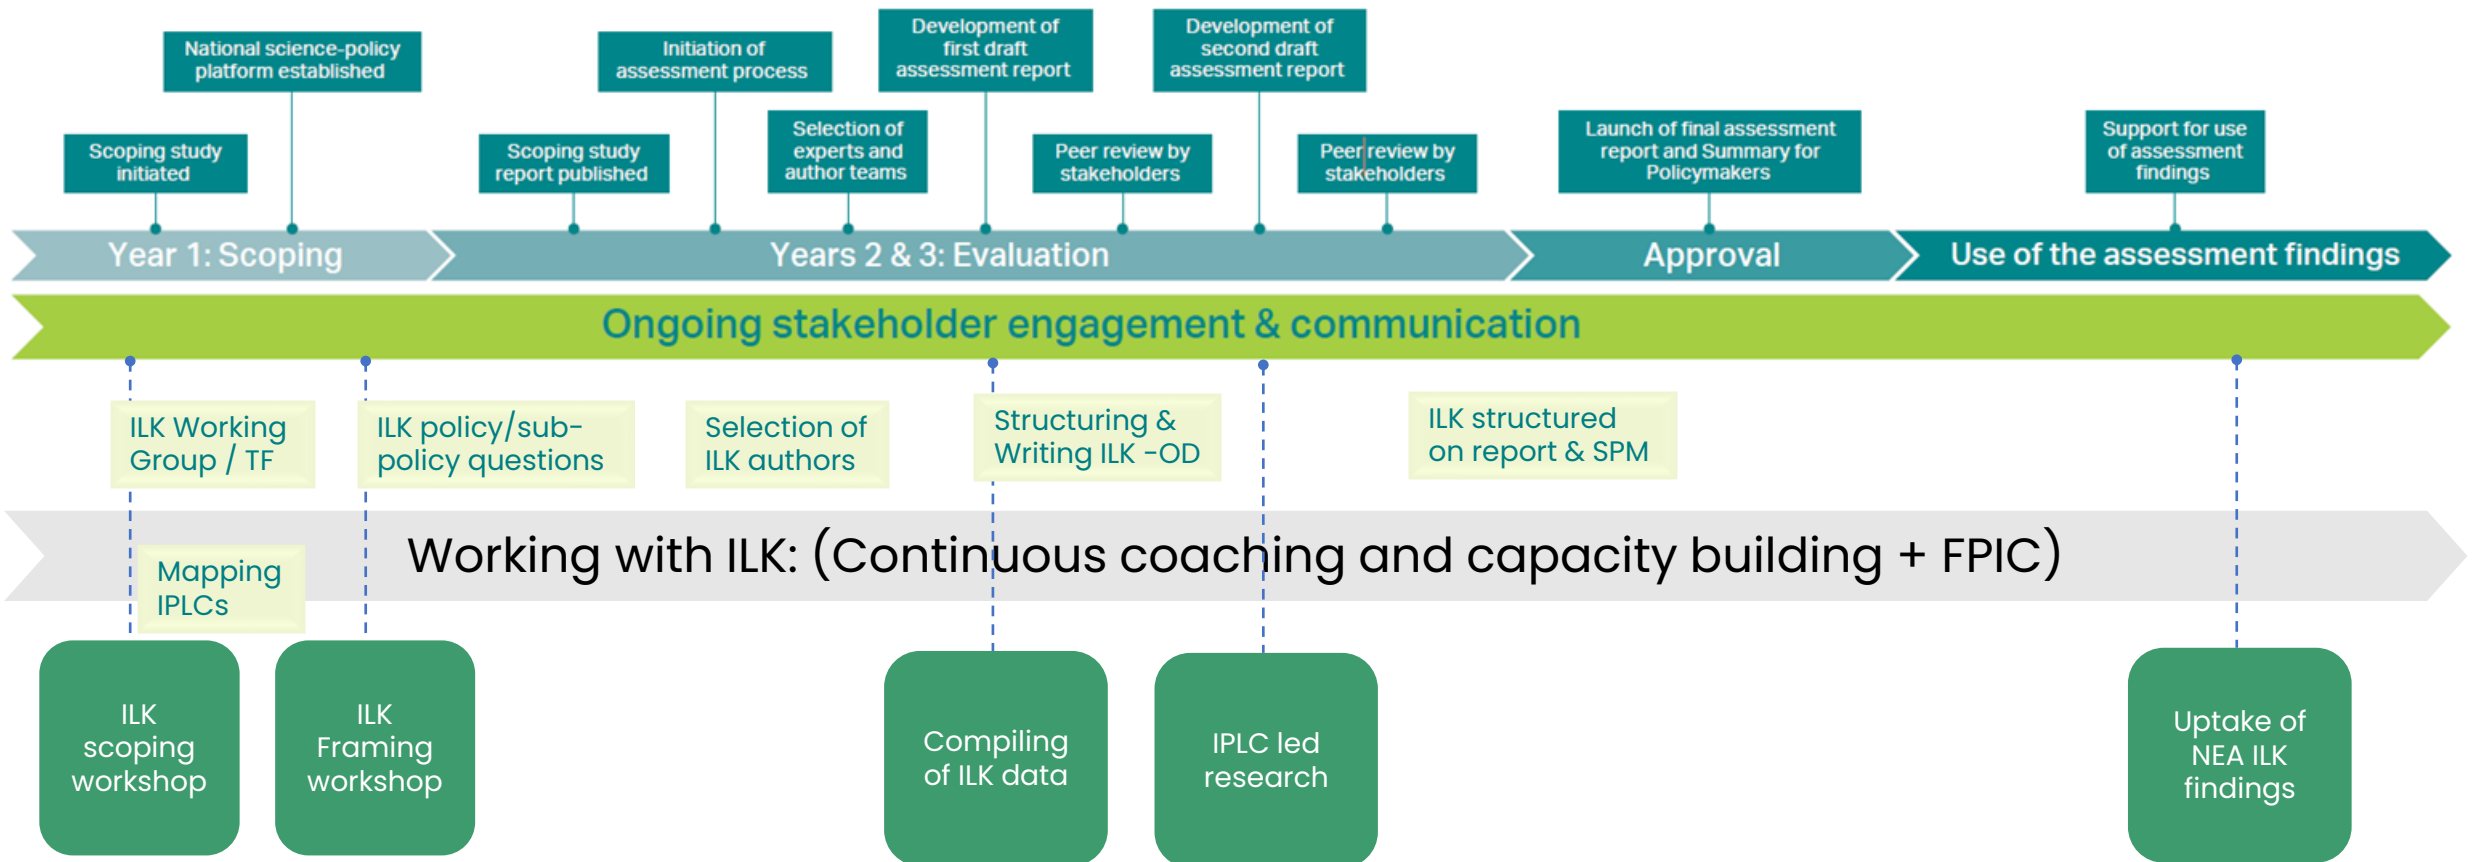 Development of
first draft
assessment report
Development of
second draft
assessment report
National science-policy
platform established
Initiation of
assessment process
Scoping study
initiated
Scoping study
report published
Selection of
experts and
author teams
Peer review by
stakeholders
Peer review by
stakeholders
Launch of final assessment
report and Summary for
Policymakers
Support for use
of assessment
findings
Year 1: Scoping
Years 2 & 3: Evaluation
Approval
Use of the assessment findings
Ongoing stakeholder engagement & communication
ILK Working
Group / TF
ILK policy/sub-
policy questions
Selection of
ILK authors
Structuring &
Writing ILK -OD
ILK structured
on report & SPM
Working with ILK: (Continuous coaching and capacity building + FPIC)
Mapping
IPLCs
ILK
scoping
workshop
ILK
Framing
workshop
Compiling
of ILK data
IPLC led
research
Uptake of
NEA ILK
findings